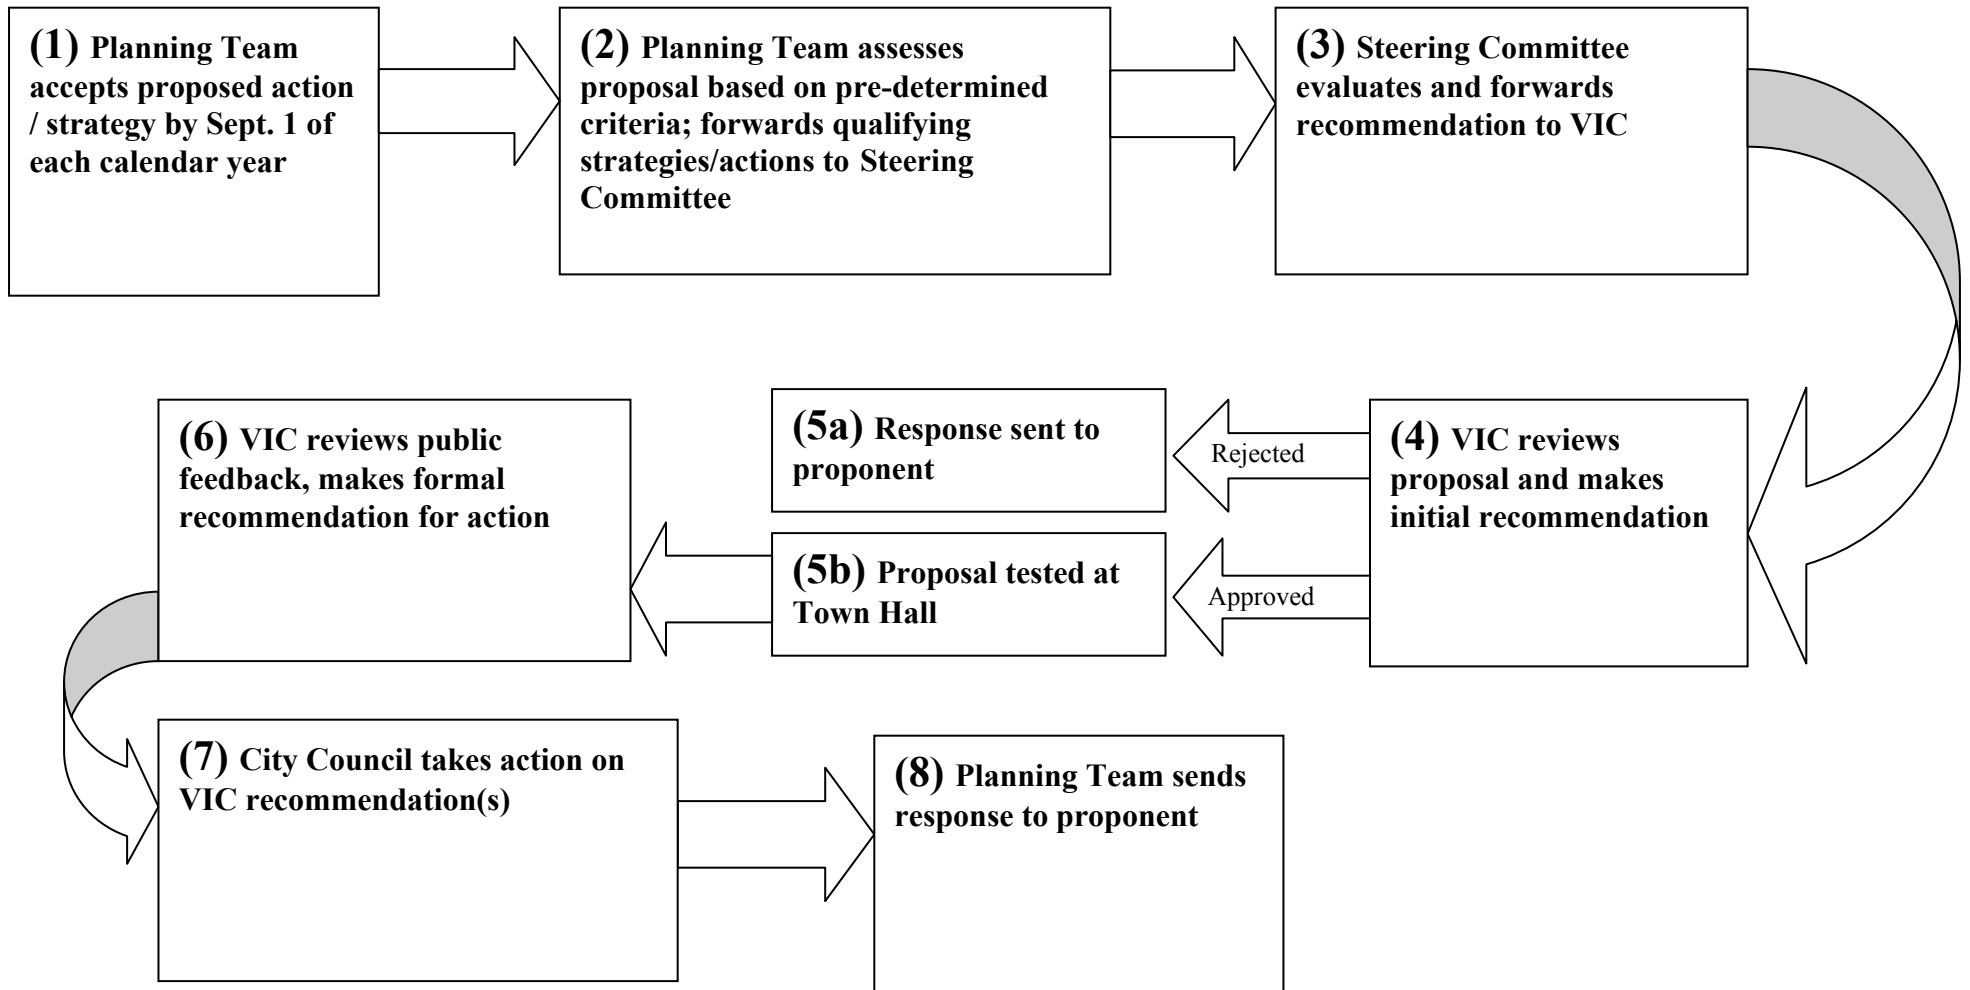 (1) Planning Team
accepts proposed action
/ strategy by Sept. 1 of
each calendar year
(2) Planning Team assesses
proposal based on pre-determined
criteria; forwards qualifying
strategies/actions to Steering
Committee
(3) Steering Committee
evaluates and forwards
recommendation to VIC
(4) VIC reviews
proposal and makes
initial recommendation
Rejected
(5a) Response sent to
proponent
Approved
(5b) Proposal tested at
Town Hall
(6) VIC reviews public
feedback, makes formal
recommendation for action
(7) City Council takes action on
VIC recommendation(s)
(8) Planning Team sends
response to proponent